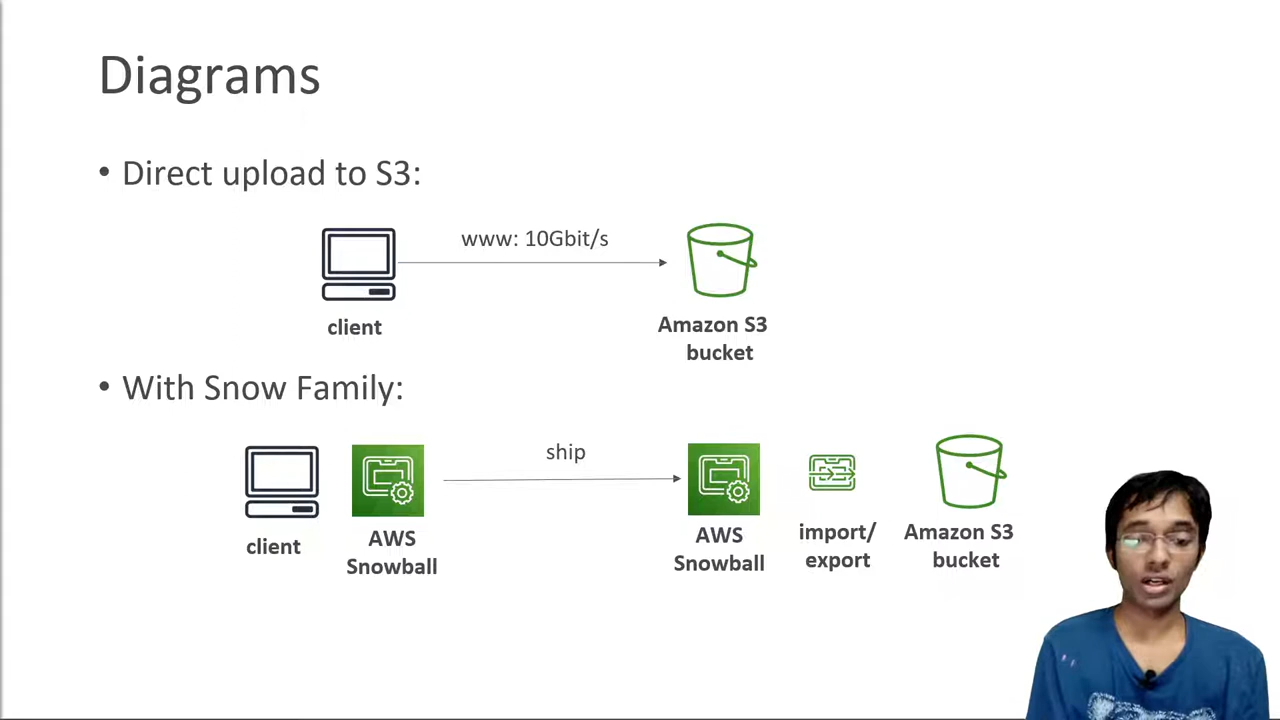 Diagrams
• Direct upload to S3:
www: 10Gbit/s
client
Amazon S3
bucket
• With Snow Family:
ship
client
AWS
Snowball
AWS
Snowball
import/
export
Amazon S3
bucket